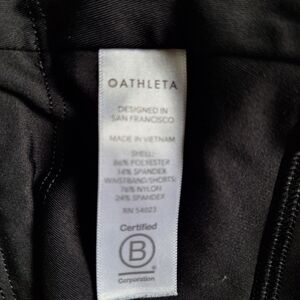 OATHLETA
DESIGNED IN
SAN FRANCISCO
MADE IN VIETNAM
SHELL:
86% POLYESTER
14% SPANDEX
WAISTBAND/SHORTS:
76% NYLON
24% SPANDEX
RN 54023
Certified
B
Corporation